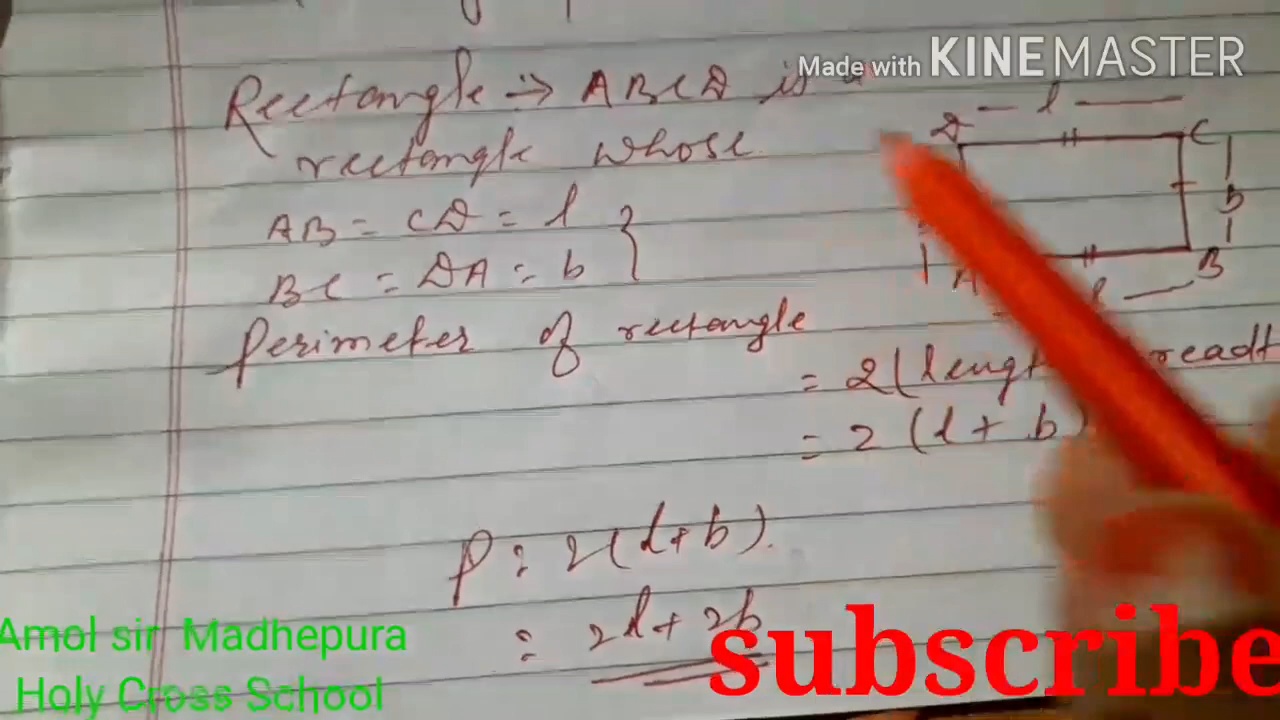 Made with KINEMASTER
Rectangle → ABCD is a
rectangle whose
AB = CD = l
BC = DA = b }
Perimeter of rectangle
= 2(length breadt
= 2 (l + b)
P = 2(l+b).
= 2l + 2b
D l C
b
A l B
Amol sir Madhepura
Holy Cross School
subscribe